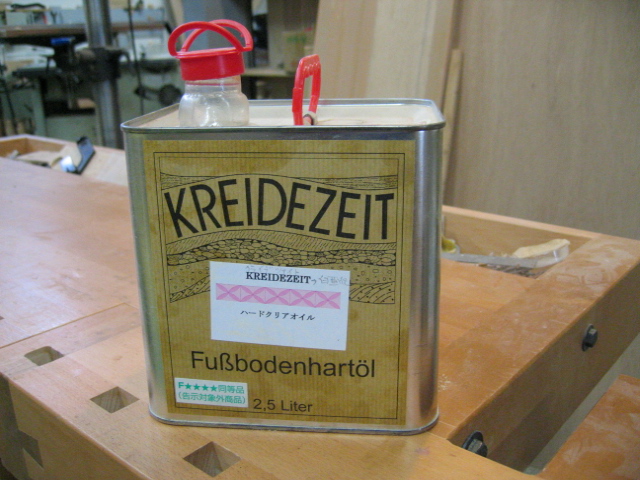 KREIDEZEIT
KREIDEZEIT
ハードクリアオイル
Fußbodenhartöl
F★★★★同等品
(告示対象外商品)
2,5 Liter